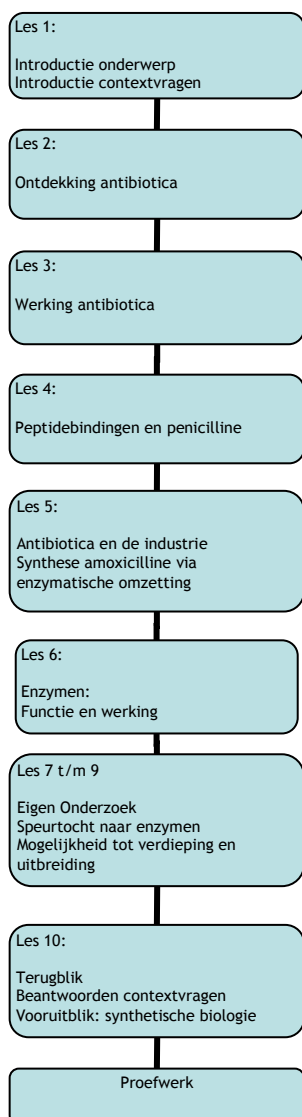 Les 1:
Introductie onderwerp
Introductie contextvragen
Les 2:
Ontdekking antibiotica
Les 3:
Werking antibiotica
Les 4:
Peptidebindingen en penicilline
Les 5:
Antibiotica en de industrie
Synthese amoxicilline via
enzymatische omzetting
Les 6:
Enzymen:
Functie en werking
Les 7 t/m 9
Eigen Onderzoek
Speurtocht naar enzymen
Mogelijkheid tot verdieping en
uitbreiding
Les 10:
Terugblik
Beantwoorden contextvragen
Vooruitblik: synthetische biologie
Proefwerk